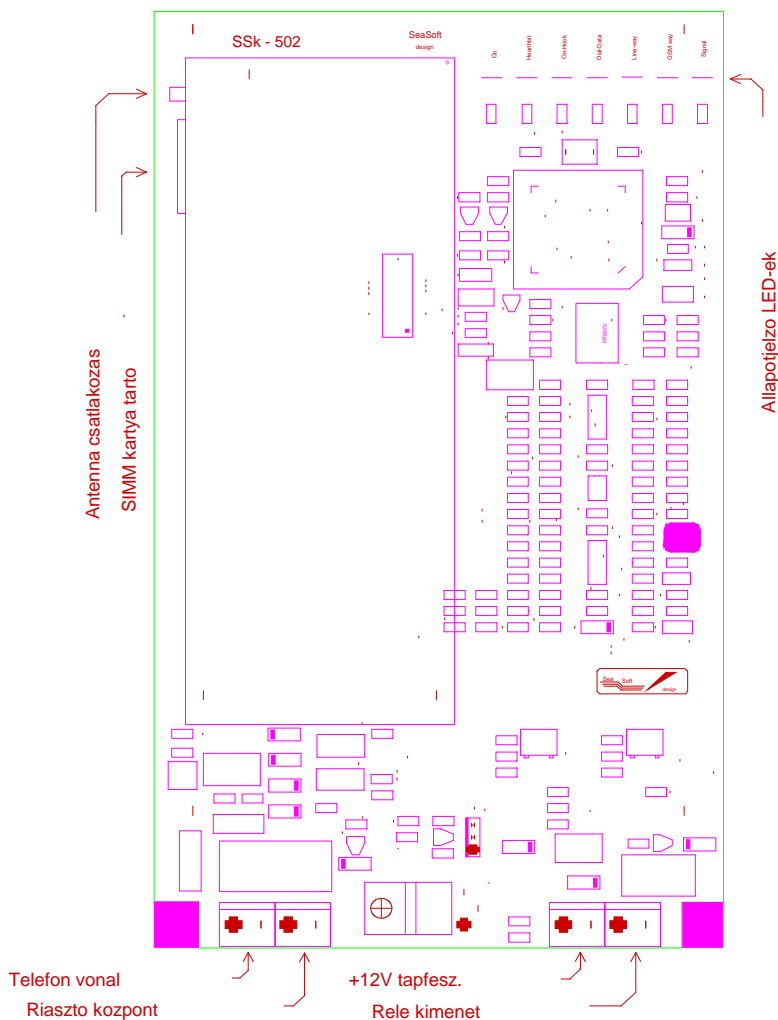 SSk - 502
SeaSoft
design
On
Hearthbit
On-Hook
Dial-Data
Line-way
GSM way
Signal
Antenna csatlakozas
SIMM kartya tarto
Allapotjelzo LED-ek
Sea Soft
design
Telefon vonal
Riaszto kozpont
+12V tapfesz.
Rele kimenet